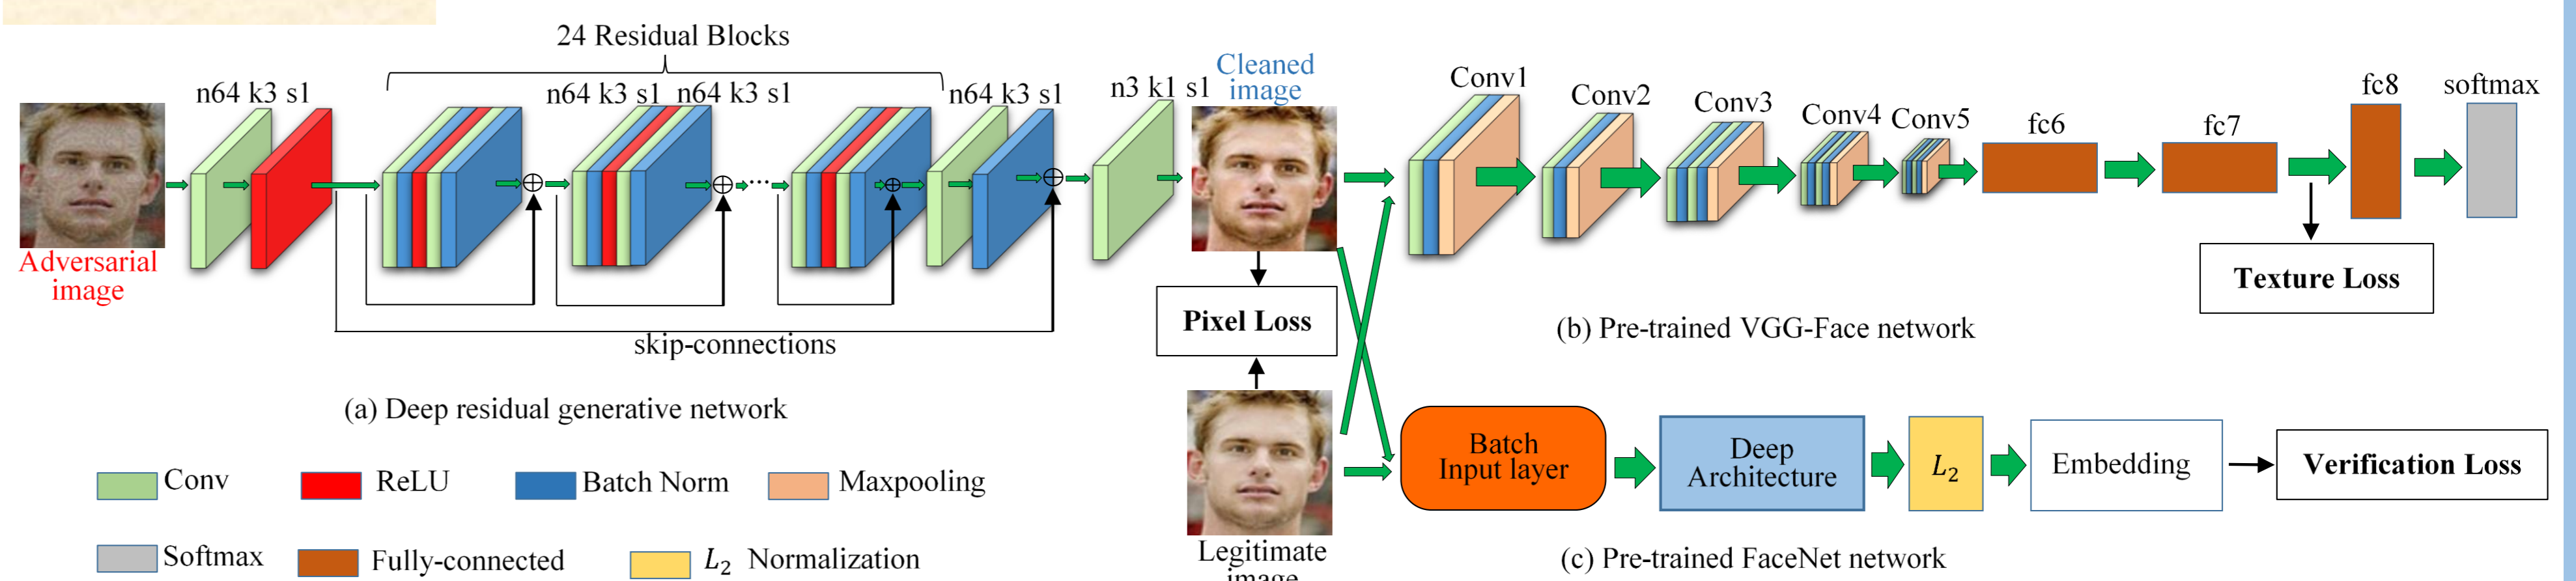 24 Residual Blocks
n64 k3 s1
n64 k3 s1
n64 k3 s1
n64 k3 s1
n3 k1 s1
Cleaned
image
Adversarial
image
skip-connections
(a) Deep residual generative network
Pixel Loss
Legitimate
image
Conv1
Conv2
Conv3
Conv4
Conv5
fc6
fc7
fc8
softmax
Texture Loss
(b) Pre-trained VGG-Face network
Batch
Input layer
Deep
Architecture
L₂
Embedding
Verification Loss
(c) Pre-trained FaceNet network
Conv
ReLU
Batch Norm
Maxpooling
Softmax
Fully-connected
L₂ Normalization